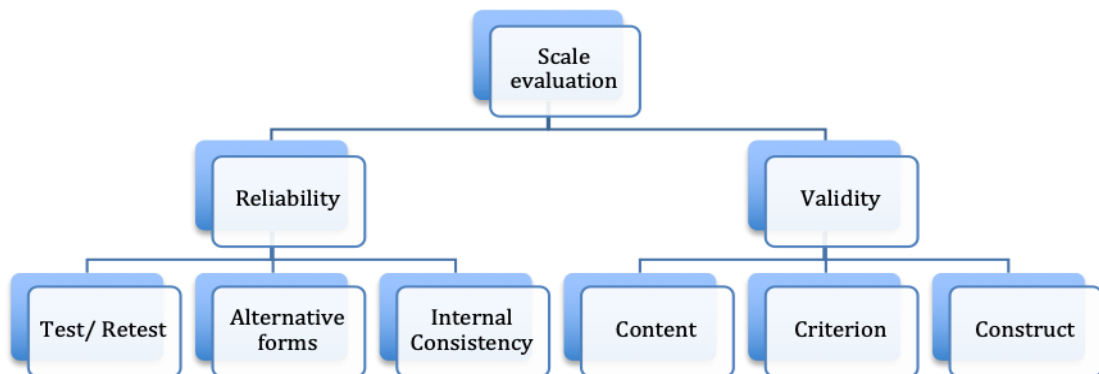 Scale
evaluation
Reliability
Validity
Test/ Retest
Alternative
forms
Internal
Consistency
Content
Criterion
Construct